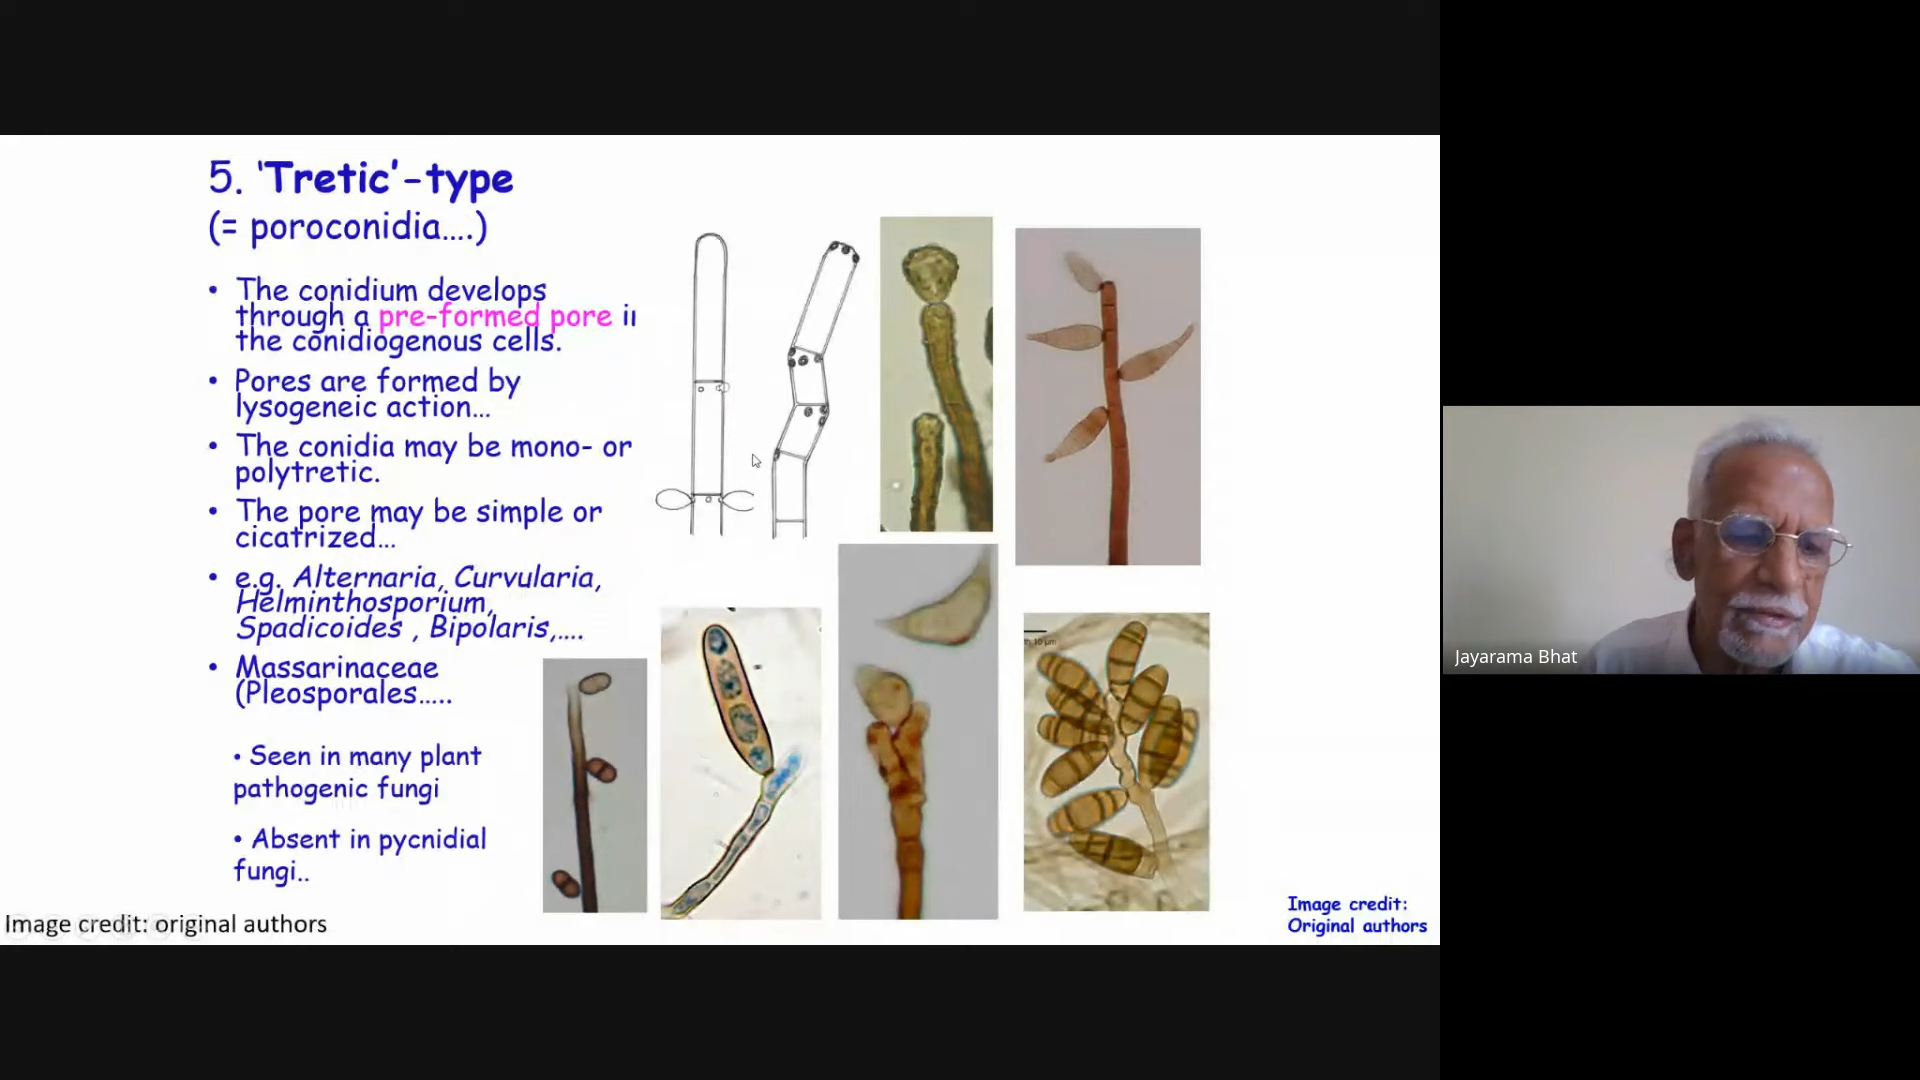 5. ‘Tretic’-type
(= poroconidia....)
• The conidium develops
through a pre-formed pore
the conidiogenous cells.
• Pores are formed by
lysogeneic action...
• The conidia may be mono- or
polytretic.
• The pore may be simple or
cicatrized...
• e.g. Alternaria, Curvularia,
Helminthosporium,
Spadicoides , Bipolaris,....
• Massarinaceae
(Pleosporales.....
• Seen in many plant
pathogenic fungi
• Absent in pycnidial
fungi..
Image credit: original authors
10 µm
Image credit:
Original authors
Jayarama Bhat